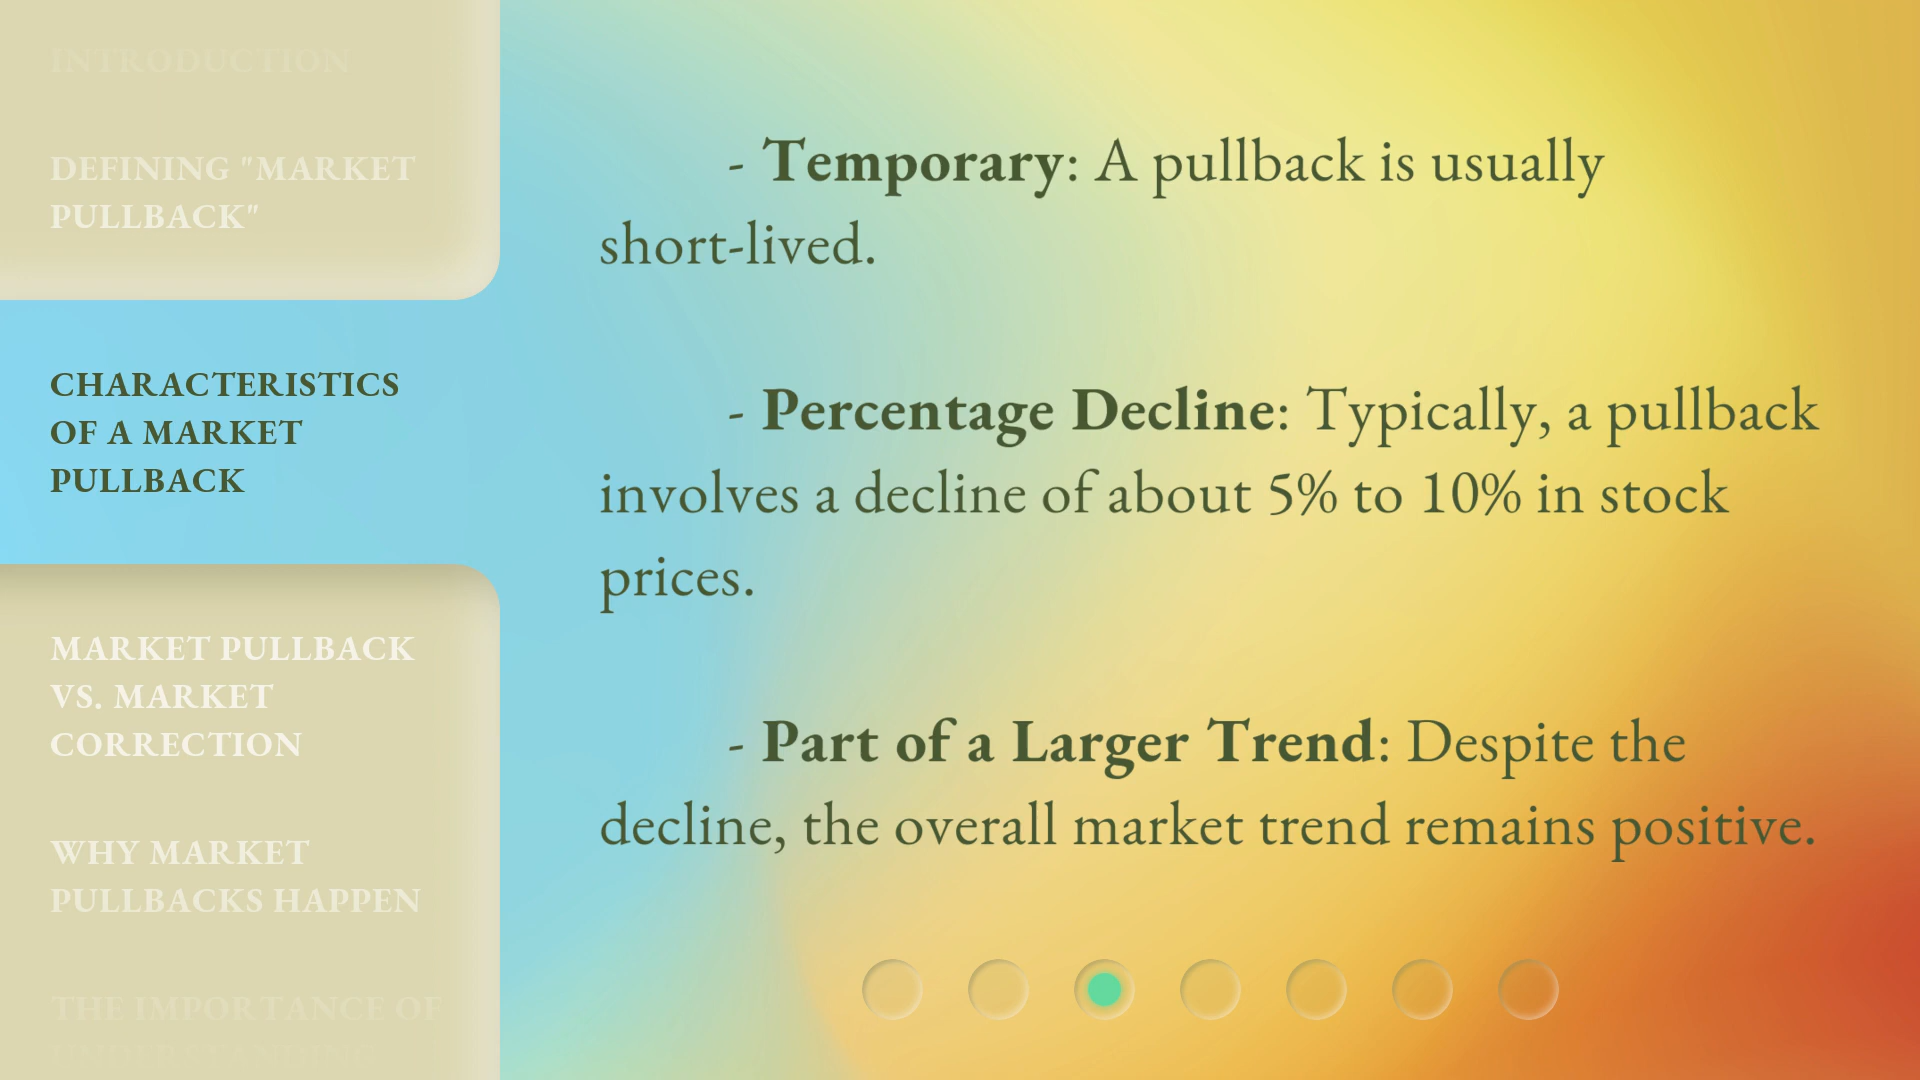 INTRODUCTION
DEFINING "MARKET
PULLBACK"
CHARACTERISTICS
OF A MARKET
PULLBACK
MARKET PULLBACK
VS. MARKET
CORRECTION
WHY MARKET
PULLBACKS HAPPEN
THE IMPORTANCE OF
UNDERSTANDING
- Temporary: A pullback is usually
short-lived.
- Percentage Decline: Typically, a pullback
involves a decline of about 5% to 10% in stock
prices.
- Part of a Larger Trend: Despite the
decline, the overall market trend remains positive.